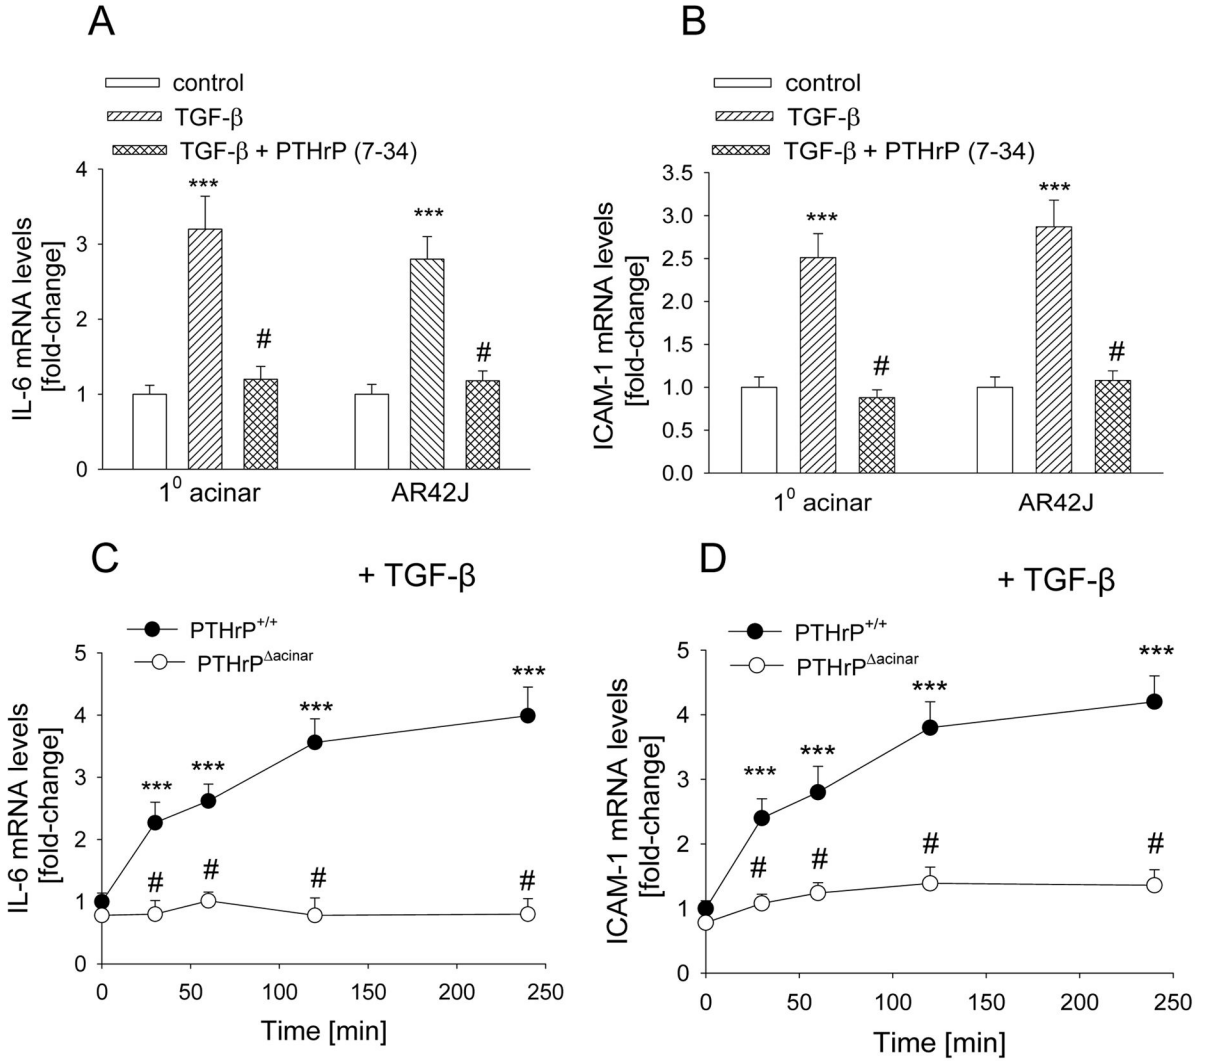 A
control
TGF-β
TGF-β + PTHrP (7-34)
IL-6 mRNA levels
[fold-change]
4
3
2
1
0
***
#
***
#
1⁰ acinar
AR42J
B
control
TGF-β
TGF-β + PTHrP (7-34)
ICAM-1 mRNA levels
[fold-change]
3.5
3.0
2.5
2.0
1.5
1.0
0.5
0.0
***
#
***
#
1⁰ acinar
AR42J
C
+ TGF-β
PTHrP⁺/⁺
PTHrP^Δacinar
IL-6 mRNA levels
[fold-change]
5
4
3
2
1
0
***
***
***
***
#
#
#
#
0 50 100 150 200 250
Time [min]
D
+ TGF-β
PTHrP⁺/⁺
PTHrP^Δacinar
ICAM-1 mRNA levels
[fold-change]
5
4
3
2
1
0
***
***
***
***
#
#
#
#
0 50 100 150 200 250
Time [min]